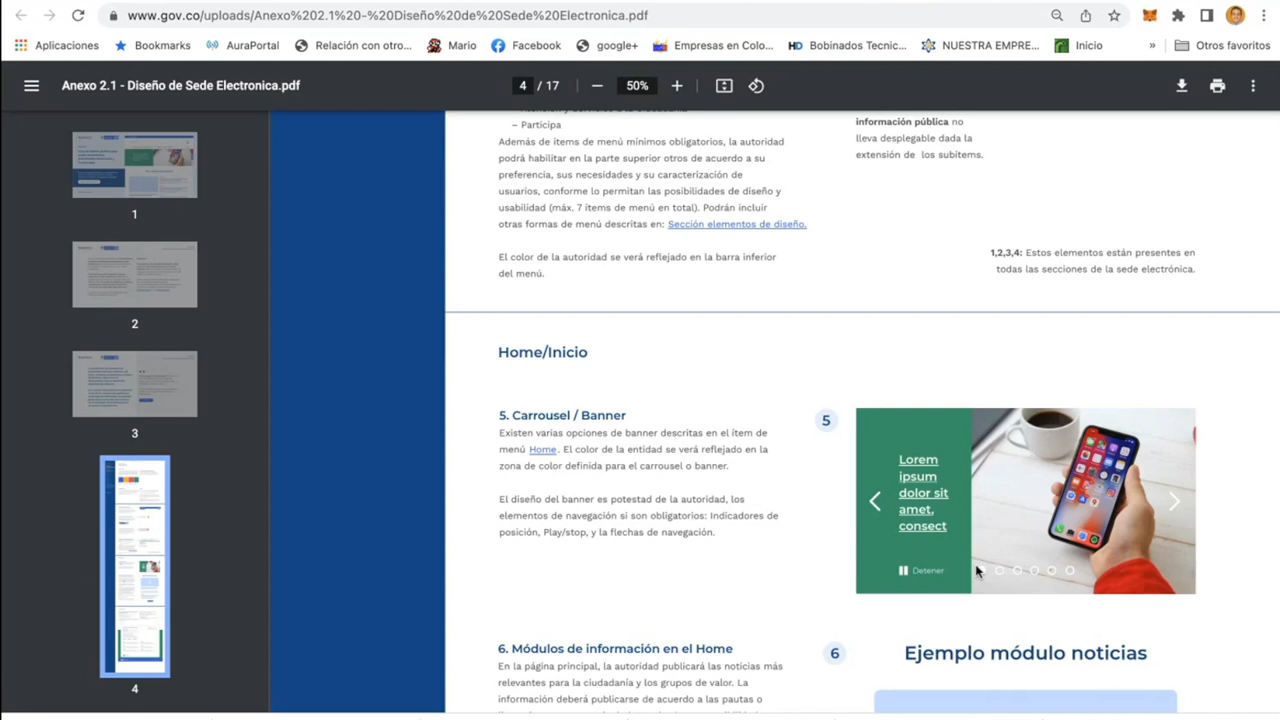 www.gov.co/uploads/Anexo%202.1%20-%20Diseño%20de%20Sede%20Electronica.pdf
Aplicaciones Bookmarks AuraPortal Relación con otro... Mario Facebook google+ Empresas en Colo... HD Bobinados Tecnic... NUESTRA EMPRE... Inicio » Otros favoritos
Anexo 2.1 - Diseño de Sede Electronica.pdf 4 / 17 50%
1
2
3
4
– Participa
Además de ítems de menú mínimos obligatorios, la autoridad
podrá habilitar en la parte superior otros de acuerdo a su
preferencia, sus necesidades y su caracterización de
usuarios, conforme lo permitan las posibilidades de diseño y
usabilidad (máx. 7 ítems de menú en total). Podrán incluir
otras formas de menú descritas en: Sección elementos de diseño.
El color de la autoridad se verá reflejado en la barra inferior
del menú.
información pública no
lleva desplegable dada la
extensión de los subitems.
1,2,3,4: Estos elementos están presentes en
todas las secciones de la sede electrónica.
Home/Inicio
5. Carrousel / Banner
Existen varias opciones de banner descritas en el ítem de
menú Home. El color de la entidad se verá reflejado en la
zona de color definida para el carrousel o banner.
El diseño del banner es potestad de la autoridad, los
elementos de navegación si son obligatorios: Indicadores de
posición, Play/stop, y la flechas de navegación.
5
Lorem
ipsum
dolor sit
amet,
consect
Detener
6. Módulos de información en el Home
En la página principal, la autoridad publicará las noticias más
relevantes para la ciudadanía y los grupos de valor. La
información deberá publicarse de acuerdo a las pautas o
6
Ejemplo módulo noticias